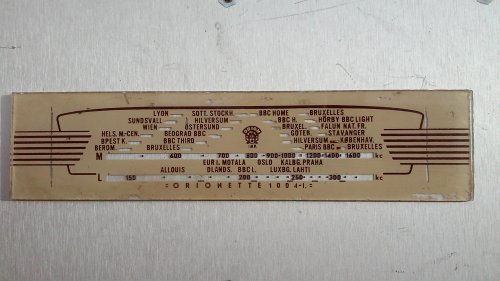 LYON SOTT. STOCKH. BBC HOME BRUXELLES
SUNDSVALL HILVERSUM BBC H. HÖRBY BBC LIGHT
WIEN ÖSTERSUND BRUXEL. FALUN NAT. FR.
HELS. M-CEN. BEOGRAD BBC GÖTEB. STAVANGER
BPEST K. BBC THIRD HILVERSUM KØBENHAV.
BEROM. BRUXELLES PARIS BBC BRUXELLES
M 600 700 800 900 1000 1200 1400 1600 kc
EUR L. MOTALA OSLO KALBG. PRAHA
ALLOUIS DLANDS. BBC L. LUXBG. LAHTI
L 150 200 250 300 kc
ORIONETTE 1004-I.